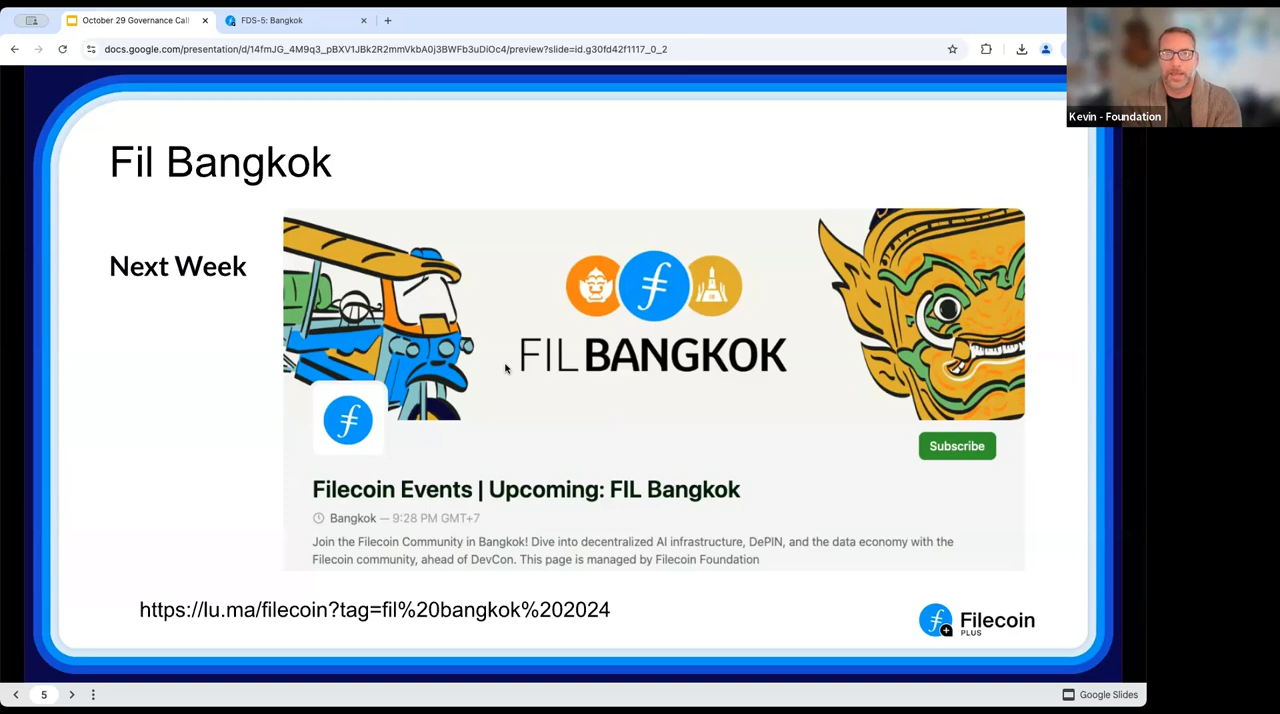 October 29 Governance Call
FDS-5: Bangkok
docs.google.com/presentation/d/14fmJG_4M9q3_pBXV1JBk2R2mmVkbA0j3BWFb3uDiOc4/preview?slide=id.g30fd42f1117_0_2
Kevin - Foundation
Fil Bangkok
Next Week
FILBANGKOK
Subscribe
Filecoin Events | Upcoming: FIL Bangkok
Bangkok — 9:28 PM GMT+7
Join the Filecoin Community in Bangkok! Dive into decentralized AI infrastructure, DePIN, and the data economy with the
Filecoin community, ahead of DevCon. This page is managed by Filecoin Foundation
https://lu.ma/filecoin?tag=fil%20bangkok%202024
Filecoin
PLUS
5
Google Slides